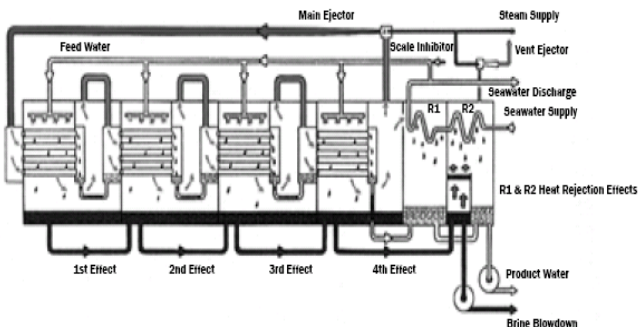 Main Ejector
Steam Supply
Feed Water
Scale Inhibitor
Vent Ejector
Seawater Discharge
R1
R2
Seawater Supply
R1 & R2 Heat Rejection Effects
1st Effect
2nd Effect
3rd Effect
4th Effect
Product Water
Brine Blowdown